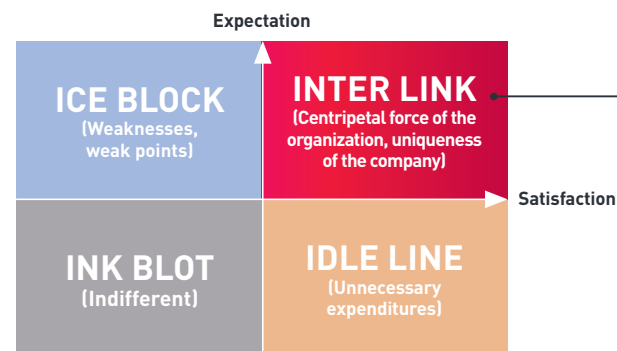 Expectation
ICE BLOCK
(Weaknesses,
weak points)
INTER LINK
(Centripetal force of the
organization, uniqueness
of the company)
Satisfaction
INK BLOT
(Indifferent)
IDLE LINE
(Unnecessary
expenditures)